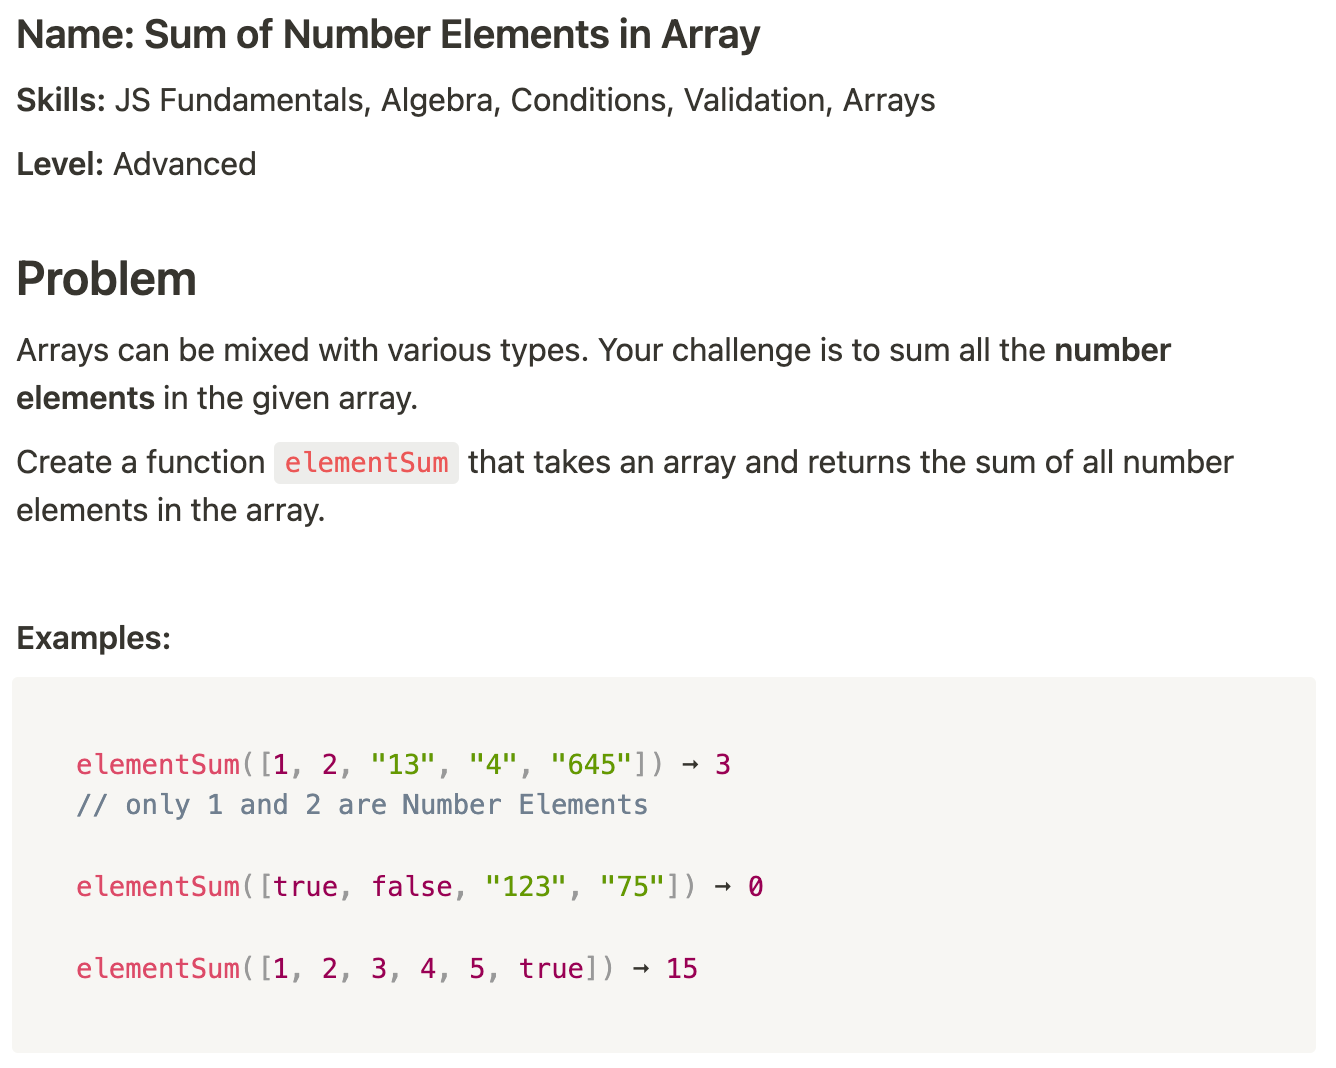 Name: Sum of Number Elements in Array
Skills: JS Fundamentals, Algebra, Conditions, Validation, Arrays
Level: Advanced
Problem
Arrays can be mixed with various types. Your challenge is to sum all the number
elements in the given array.
Create a function elementSum that takes an array and returns the sum of all number
elements in the array.
Examples:
elementSum([1, 2, "13", "4", "645"]) → 3
// only 1 and 2 are Number Elements
elementSum([true, false, "123", "75"]) → 0
elementSum([1, 2, 3, 4, 5, true]) → 15